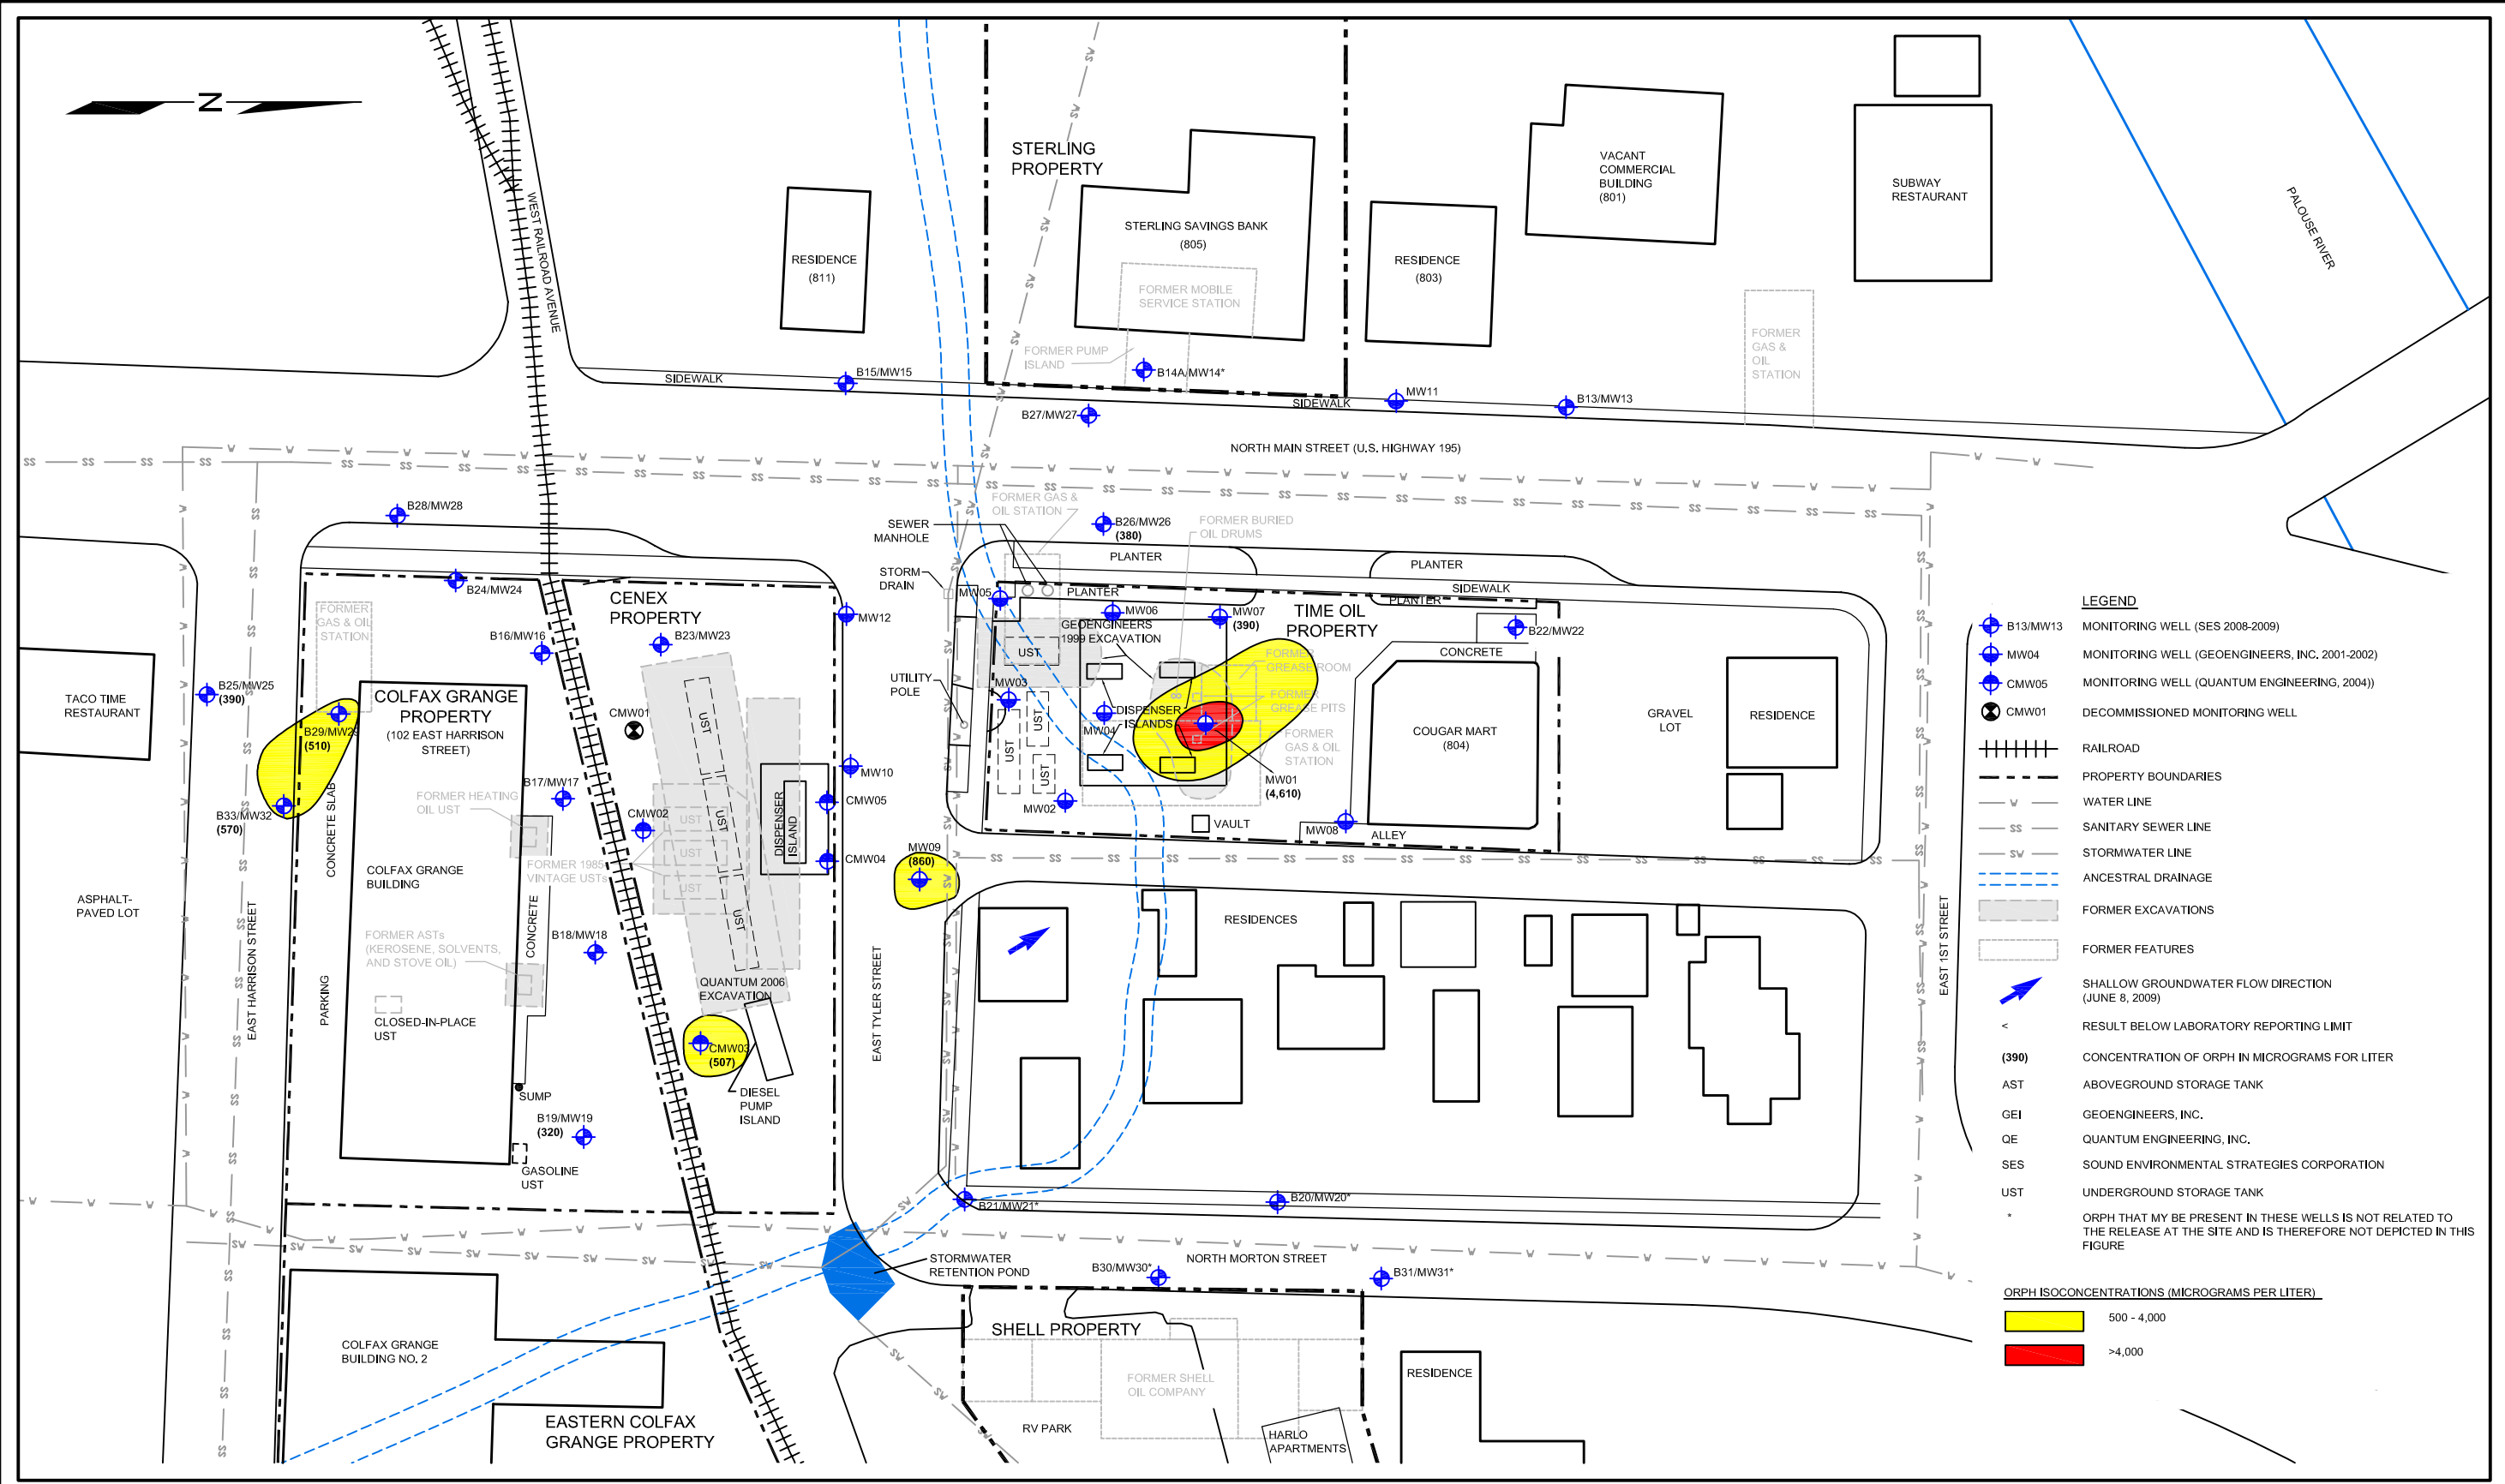 N
WEST RAILROAD AVENUE
STERLING
PROPERTY
STERLING SAVINGS BANK
(805)
RESIDENCE
(811)
FORMER MOBILE
SERVICE STATION
FORMER PUMP
ISLAND
RESIDENCE
(803)
VACANT
COMMERCIAL
BUILDING
(801)
SUBWAY
RESTAURANT
PALOUSE RIVER
FORMER
GAS &
OIL
STATION
SIDEWALK
B15/MW15
B14A/MW14*
B27/MW27
SIDEWALK
MW11
B13/MW13
NORTH MAIN STREET (U.S. HIGHWAY 195)
B28/MW28
SEWER
MANHOLE
FORMER GAS &
OIL STATION
B26/MW26
(380)
FORMER BURIED
OIL DRUMS
PLANTER
PLANTER
STORM
DRAIN
SIDEWALK
B24/MW24
CENEX
PROPERTY
MW12
MW05
PLANTER
MW06
MW07
(390)
TIME OIL
PROPERTY
PLANTER
B22/MW22
CONCRETE
FORMER
GAS & OIL
STATION
B16/MW16
B23/MW23
GEOENGINEERS
1999 EXCAVATION
UST
FORMER
GREASE ROOM
FORMER
GREASE PITS
TACO TIME
RESTAURANT
B25/MW25
(390)
COLFAX GRANGE
PROPERTY
(102 EAST HARRISON
STREET)
B29/MW29
(510)
CMW01
UST
UTILITY
POLE
MW03
UST
UST
UST
MW04
DISPENSER
ISLANDS
FORMER
GAS & OIL
STATION
MW01
(4,610)
COUGAR MART
(804)
GRAVEL
LOT
RESIDENCE
B33/MW32
(570)
CONCRETE SLAB
FORMER HEATING
OIL UST
B17/MW17
CMW02
UST
UST
UST
UST
UST
DISPENSER
ISLAND
MW10
CMW05
CMW04
MW02
VAULT
MW08
ALLEY
MW09
(860)
FORMER 1985
VINTAGE USTs
COLFAX GRANGE
BUILDING
ASPHALT-
PAVED LOT
EAST HARRISON STREET
FORMER ASTs
(KEROSENE, SOLVENTS,
AND STOVE OIL)
CONCRETE
B18/MW18
QUANTUM 2006
EXCAVATION
EAST TYLER STREET
RESIDENCES
EAST 1ST STREET
PARKING
CLOSED-IN-PLACE
UST
CMW03
(507)
DIESEL
PUMP
ISLAND
SUMP
B19/MW19
(320)
GASOLINE
UST
B21/MW21*
B20/MW20*
STORMWATER
RETENTION POND
NORTH MORTON STREET
B30/MW30*
B31/MW31*
COLFAX GRANGE
BUILDING NO. 2
SHELL PROPERTY
FORMER SHELL
OIL COMPANY
RESIDENCE
EASTERN COLFAX
GRANGE PROPERTY
RV PARK
HARLO
APARTMENTS
LEGEND
B13/MW13 MONITORING WELL (SES 2008-2009)
MW04 MONITORING WELL (GEOENGINEERS, INC. 2001-2002)
CMW05 MONITORING WELL (QUANTUM ENGINEERING, 2004))
CMW01 DECOMMISSIONED MONITORING WELL
RAILROAD
PROPERTY BOUNDARIES
W WATER LINE
SS SANITARY SEWER LINE
SW STORMWATER LINE
ANCESTRAL DRAINAGE
FORMER EXCAVATIONS
FORMER FEATURES
SHALLOW GROUNDWATER FLOW DIRECTION
(JUNE 8, 2009)
< RESULT BELOW LABORATORY REPORTING LIMIT
(390) CONCENTRATION OF ORPH IN MICROGRAMS FOR LITER
AST ABOVEGROUND STORAGE TANK
GEI GEOENGINEERS, INC.
QE QUANTUM ENGINEERING, INC.
SES SOUND ENVIRONMENTAL STRATEGIES CORPORATION
UST UNDERGROUND STORAGE TANK
* ORPH THAT MY BE PRESENT IN THESE WELLS IS NOT RELATED TO
THE RELEASE AT THE SITE AND IS THEREFORE NOT DEPICTED IN THIS
FIGURE
ORPH ISOCONCENTRATIONS (MICROGRAMS PER LITER)
500 - 4,000
>4,000